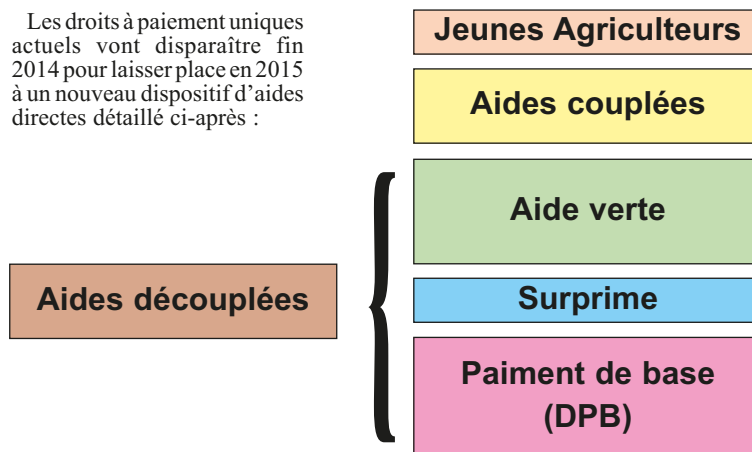 Les droits à paiement uniques
actuels vont disparaître fin
2014 pour laisser place en 2015
à un nouveau dispositif d’aides
directes détaillé ci-après :
Jeunes Agriculteurs
Aides couplées
Aide verte
Aides découplées
Surprime
Paiment de base
(DPB)